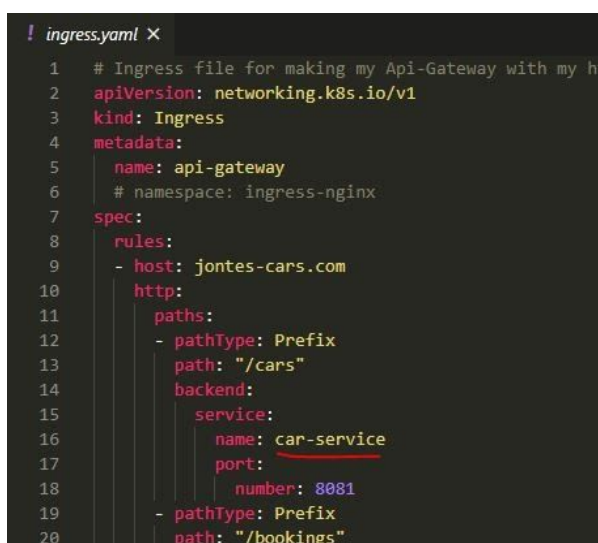 ! ingress.yaml X
1 # Ingress file for making my Api-Gateway with my h
2 apiVersion: networking.k8s.io/v1
3 kind: Ingress
4 metadata:
5   name: api-gateway
6   # namespace: ingress-nginx
7 spec:
8   rules:
9   - host: jontes-cars.com
10     http:
11       paths:
12       - pathType: Prefix
13         path: "/cars"
14         backend:
15           service:
16             name: car-service
17             port:
18               number: 8081
19       - pathType: Prefix
20         path: "/bookings"